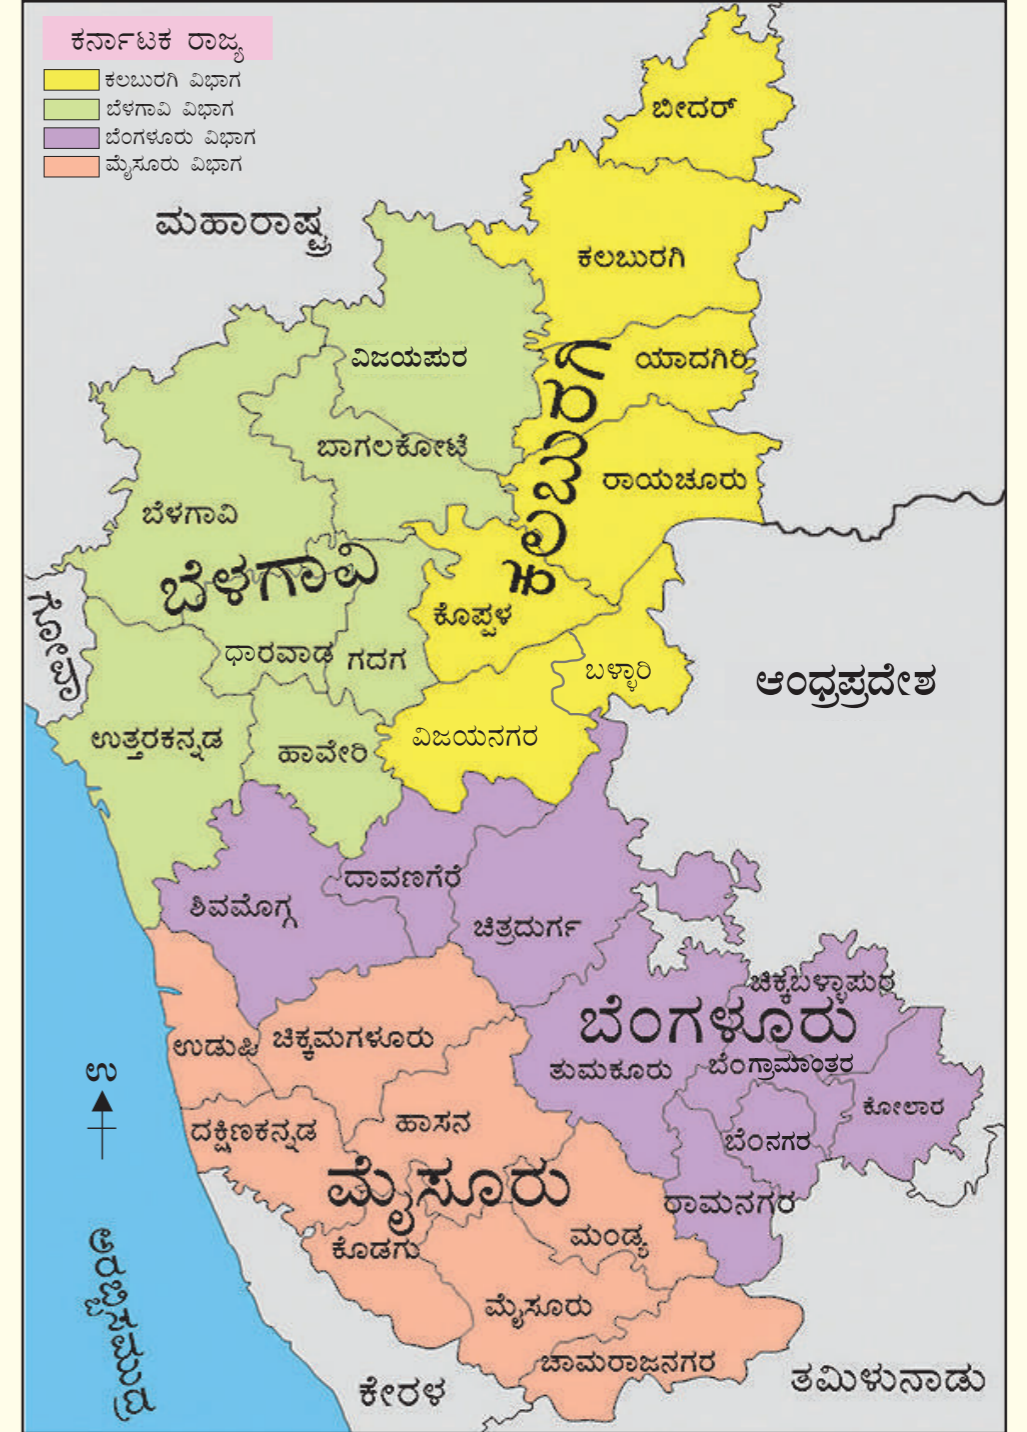 ಕರ್ನಾಟಕ ರಾಜ್ಯ
ಕಲಬುರಗಿ ವಿಭಾಗ
ಬೆಳಗಾವಿ ವಿಭಾಗ
ಬೆಂಗಳೂರು ವಿಭಾಗ
ಮೈಸೂರು ವಿಭಾಗ
ಬೀದರ್
ಮಹಾರಾಷ್ಟ್ರ
ಕಲಬುರಗಿ
ವಿಜಯಪುರ
ಯಾದಗಿರಿ
ಕಲಬುರಗಿ
ಬಾಗಲಕೋಟೆ
ರಾಯಚೂರು
ಬೆಳಗಾವಿ
ಬೆಳಗಾವಿ
ಗೋವಾ
ಕೊಪ್ಪಳ
ಧಾರವಾಡ
ಗದಗ
ಬಳ್ಳಾರಿ
ಆಂಧ್ರಪ್ರದೇಶ
ಉತ್ತರಕನ್ನಡ
ಹಾವೇರಿ
ವಿಜಯನಗರ
ದಾವಣಗೆರೆ
ಶಿವಮೊಗ್ಗ
ಚಿತ್ರದುರ್ಗ
ಚಿಕ್ಕಬಳ್ಳಾಪುರ
ಬೆಂಗಳೂರು
ಉಡುಪಿ
ಚಿಕ್ಕಮಗಳೂರು
ತುಮಕೂರು
ಬೆಂಗ್ರಾಮಾಂತರ
ಉ
ಕೋಲಾರ
ದಕ್ಷಿಣಕನ್ನಡ
ಹಾಸನ
ಬೆಂನಗರ
ಮೈಸೂರು
ರಾಮನಗರ
ಕೊಡಗು
ಮಂಡ್ಯ
ಮೈಸೂರು
ಅರಬ್ಬಿಸಮುದ್ರ
ಚಾಮರಾಜನಗರ
ಕೇರಳ
ತಮಿಳುನಾಡು